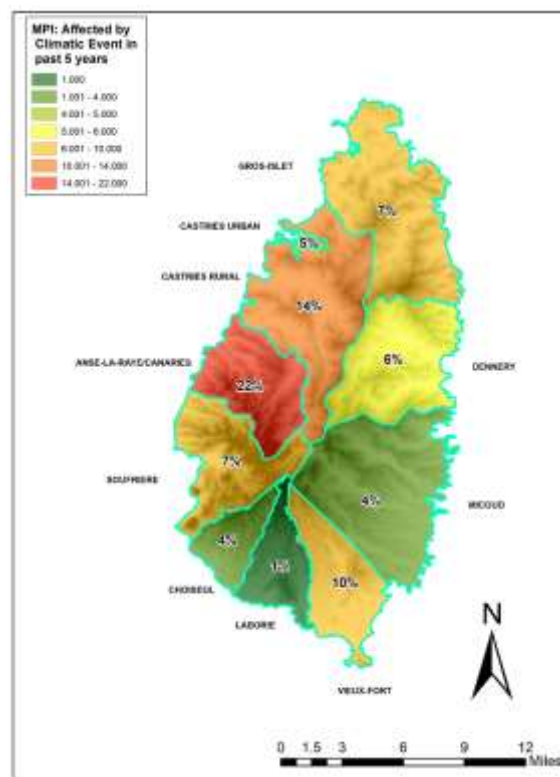 MPI: Affected by
Climatic Event in
past 5 years
1.000
1.001 - 4.000
4.001 - 5.000
5.001 - 6.000
6.001 - 10.000
10.001 - 14.000
14.001 - 22.000
GROS-ISLET
7%
CASTRIES URBAN
5%
CASTRIES RURAL
14%
ANSE-LA-RAYE/CANARIES
22%
6%
DENNERY
SOUFRIERE
7%
4%
MICOUD
4%
CHOISEUL
1%
10%
LABORIE
VIEUX-FORT
N
0 1.5 3 6 9 12
Miles